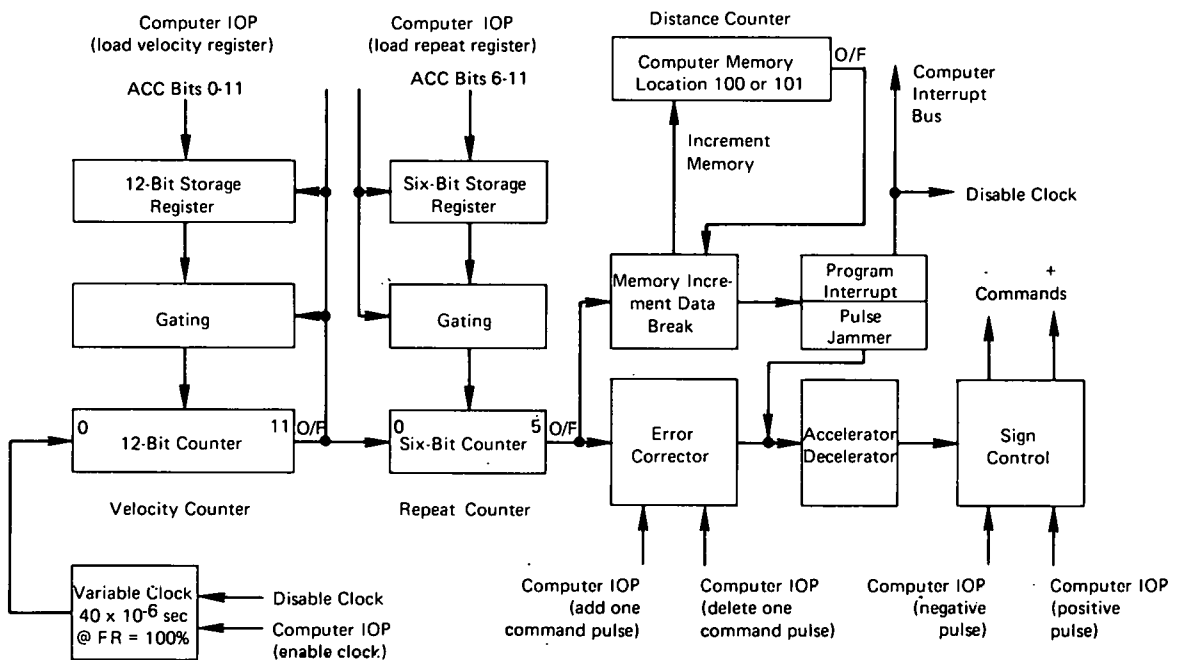 Computer IOP
(load velocity register)
ACC Bits 0-11
12-Bit Storage
Register
Gating
0
11
O/F
12-Bit Counter
Velocity Counter
Variable Clock
40 x 10-6 sec
@ FR = 100%
Disable Clock
Computer IOP
(enable clock)
Computer IOP
(load repeat register)
ACC Bits 6-11
Six-Bit Storage
Register
Gating
0
5
O/F
Six-Bit Counter
Repeat Counter
Distance Counter
Computer Memory
Location 100 or 101
O/F
Increment
Memory
Memory Incre-
ment Data
Break
Program
Interrupt
Pulse
Jammer
Computer
Interrupt
Bus
Disable Clock
Error
Corrector
Accelerator
Decelerator
- +
Commands
Sign
Control
Computer IOP
(add one
command pulse)
Computer IOP
(delete one
command pulse)
Computer IOP
(negative
pulse)
Computer IOP
(positive
pulse)